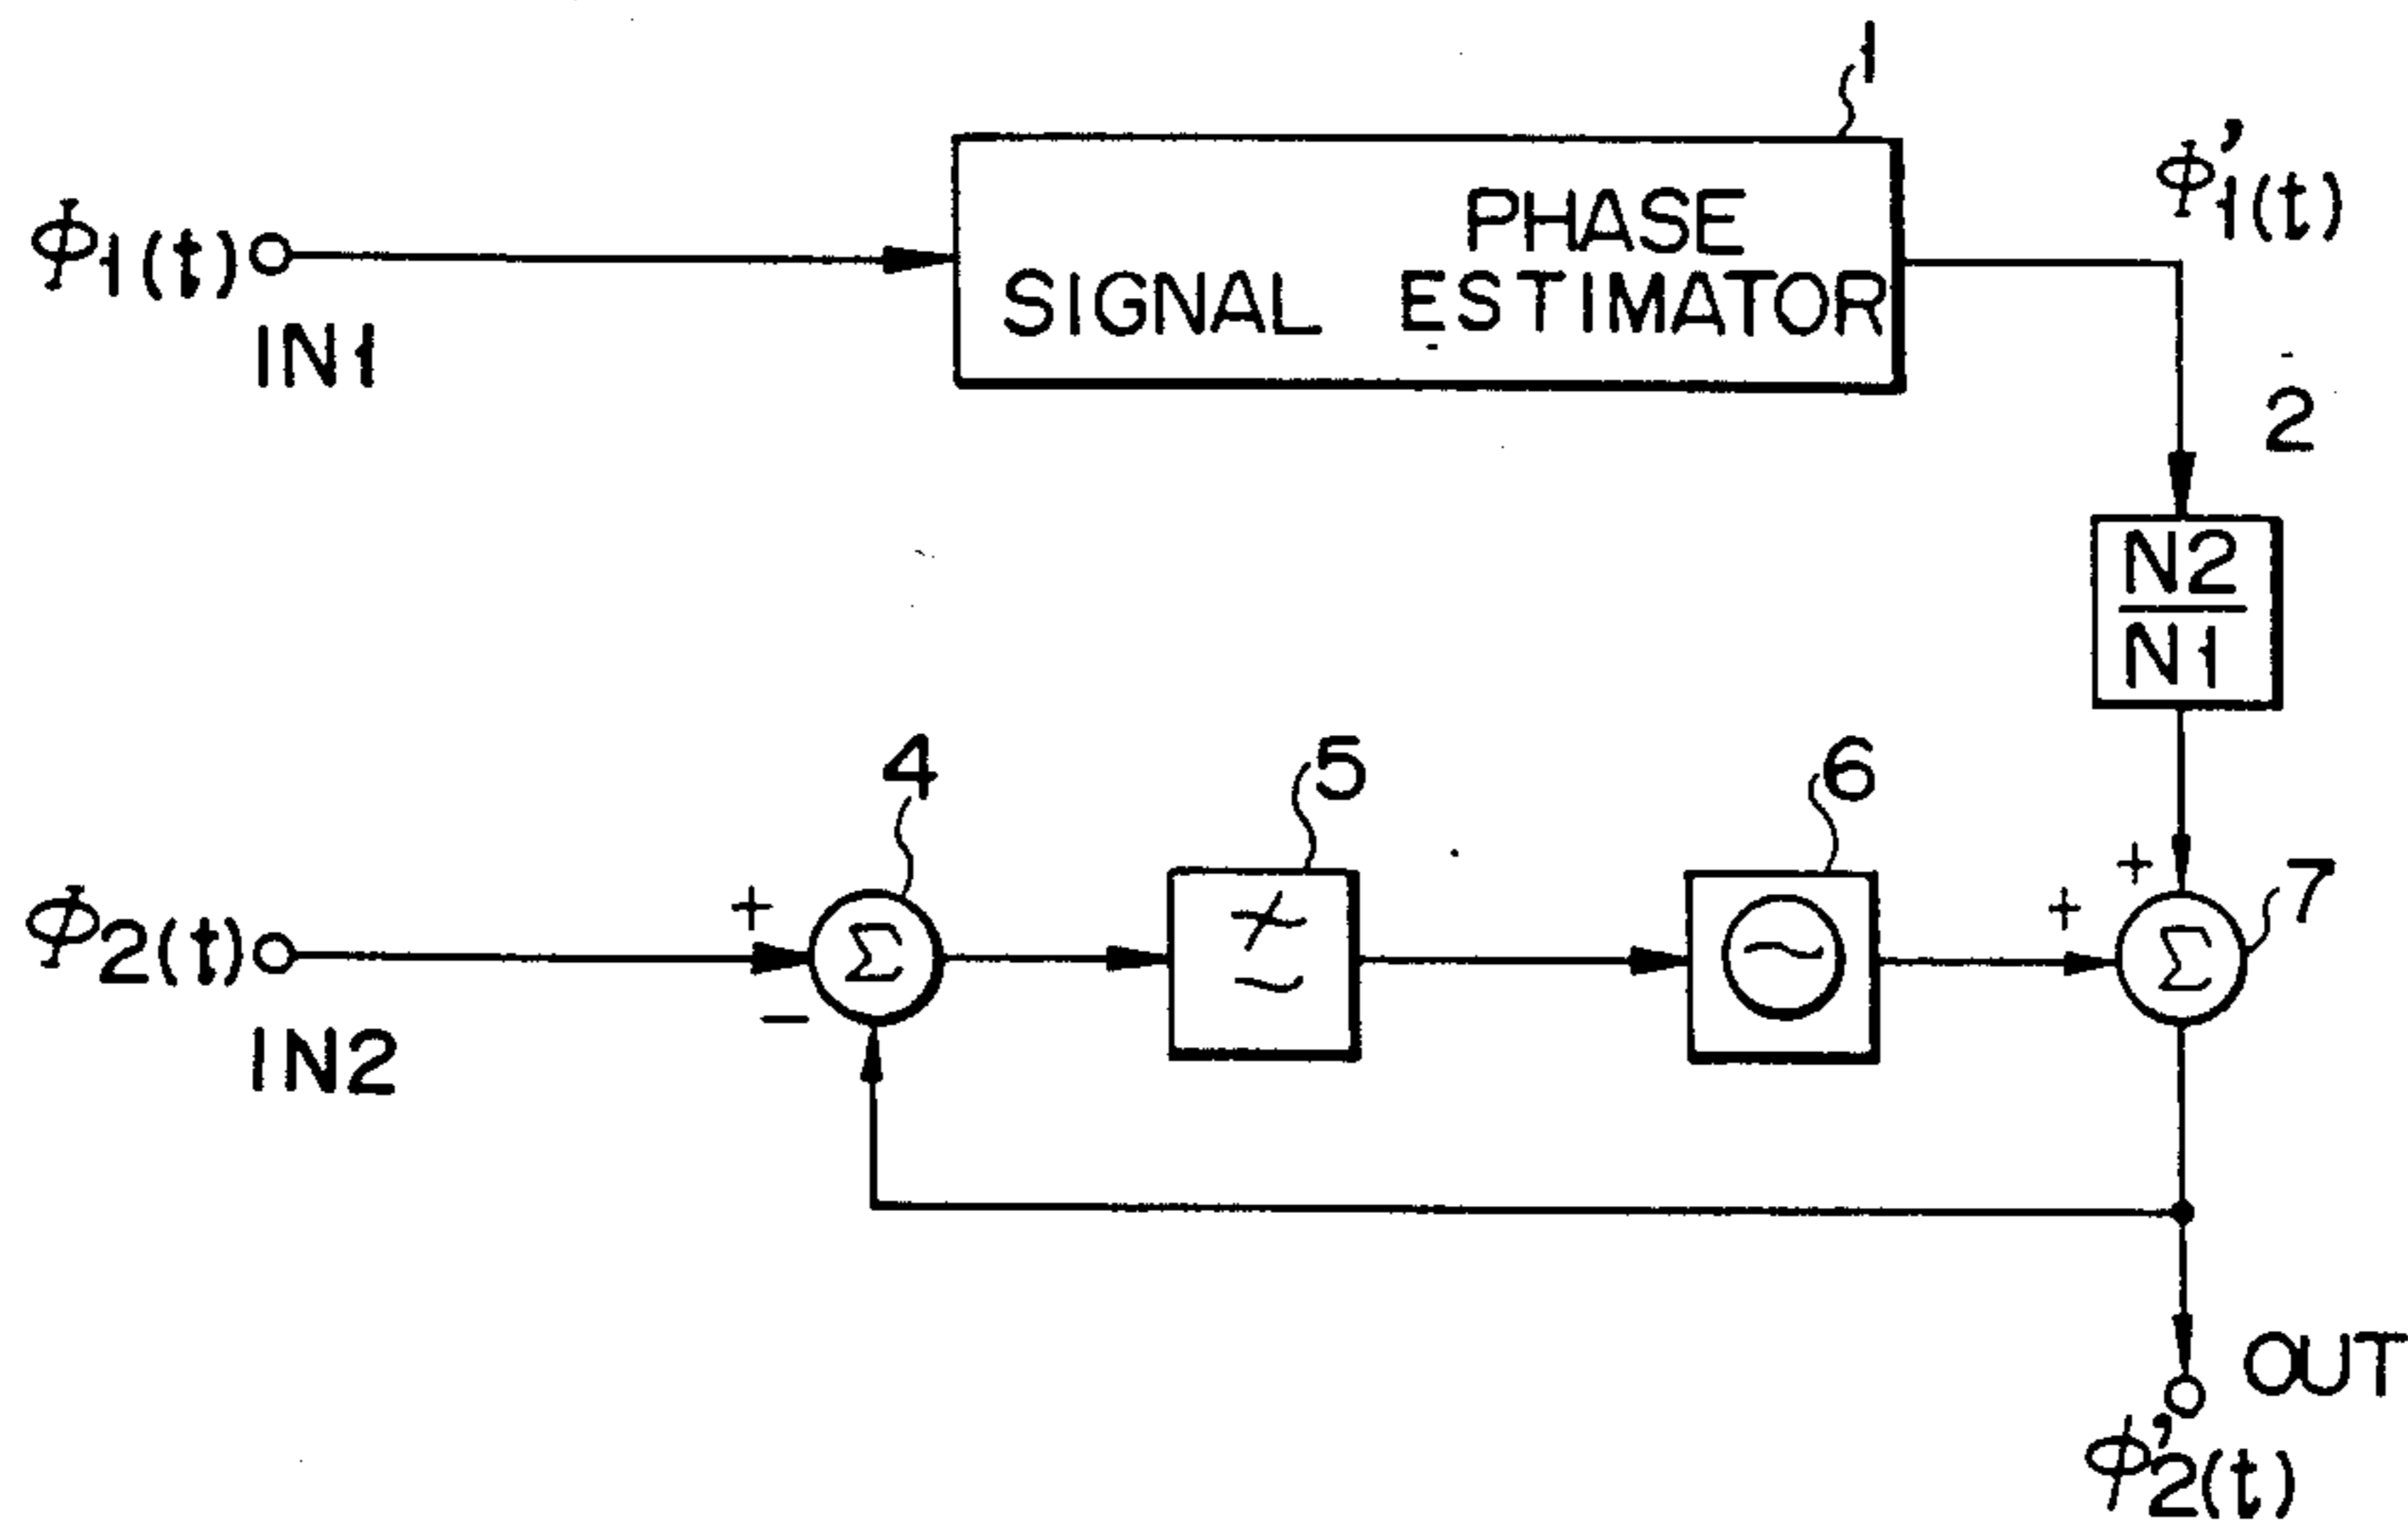 1
ϕ1(t)
IN1
PHASE
SIGNAL ESTIMATOR
ϕ'1(t)
2
N2
N1
4
5
6
7
+
+
+
−
Σ
Σ
ϕ2(t)
IN2
OUT
ϕ'2(t)